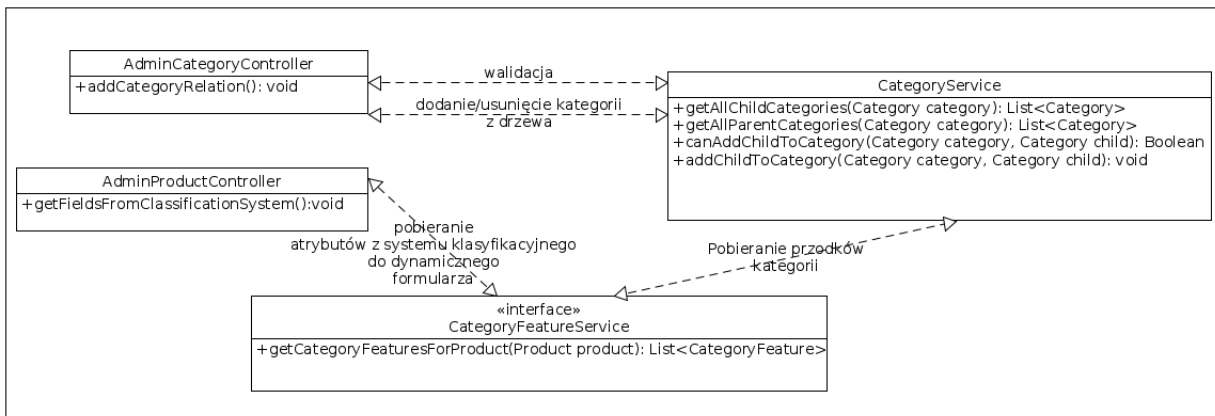 AdminCategoryController
+addCategoryRelation(): void
walidacja
dodanie/usunięcie kategorii
z drzewa
CategoryService
+getAllChildCategories(Category category): List<Category>
+getAllParentCategories(Category category): List<Category>
+canAddChildToCategory(Category category, Category child): Boolean
+addChildToCategory(Category category, Category child): void
AdminProductController
+getFieldsFromClassificationSystem():void
pobieranie
atrybutów z systemu klasyfikacyjnego
do dynamicznego
formularza
Pobieranie przodków
kategorii
«interface»
CategoryFeatureService
+getCategoryFeaturesForProduct(Product product): List<CategoryFeature>